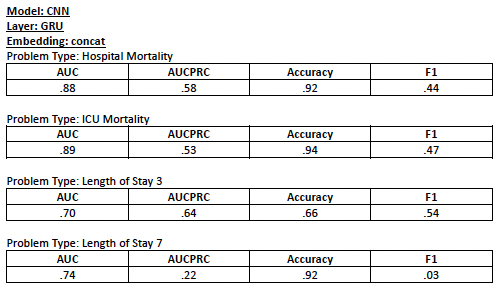 Model: CNN
Layer: GRU
Embedding: concat
Problem Type: Hospital Mortality
AUC AUCPRC Accuracy F1
.88 .58 .92 .44
Problem Type: ICU Mortality
AUC AUCPRC Accuracy F1
.89 .53 .94 .47
Problem Type: Length of Stay 3
AUC AUCPRC Accuracy F1
.70 .64 .66 .54
Problem Type: Length of Stay 7
AUC AUCPRC Accuracy F1
.74 .22 .92 .03